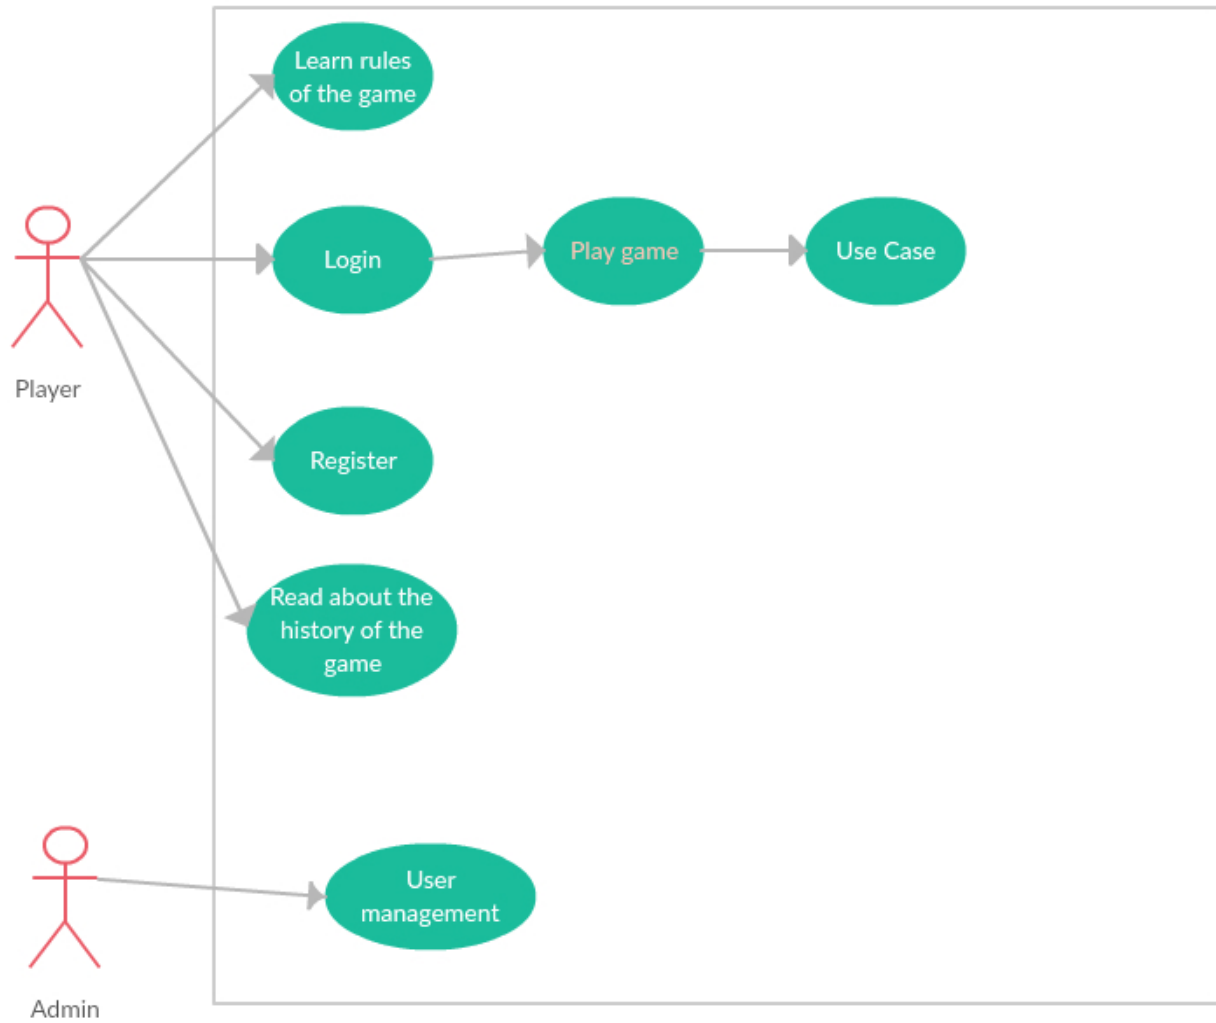 Learn rules
of the game
Login
Play game
Use Case
Player
Register
Read about the
history of the
game
User
management
Admin